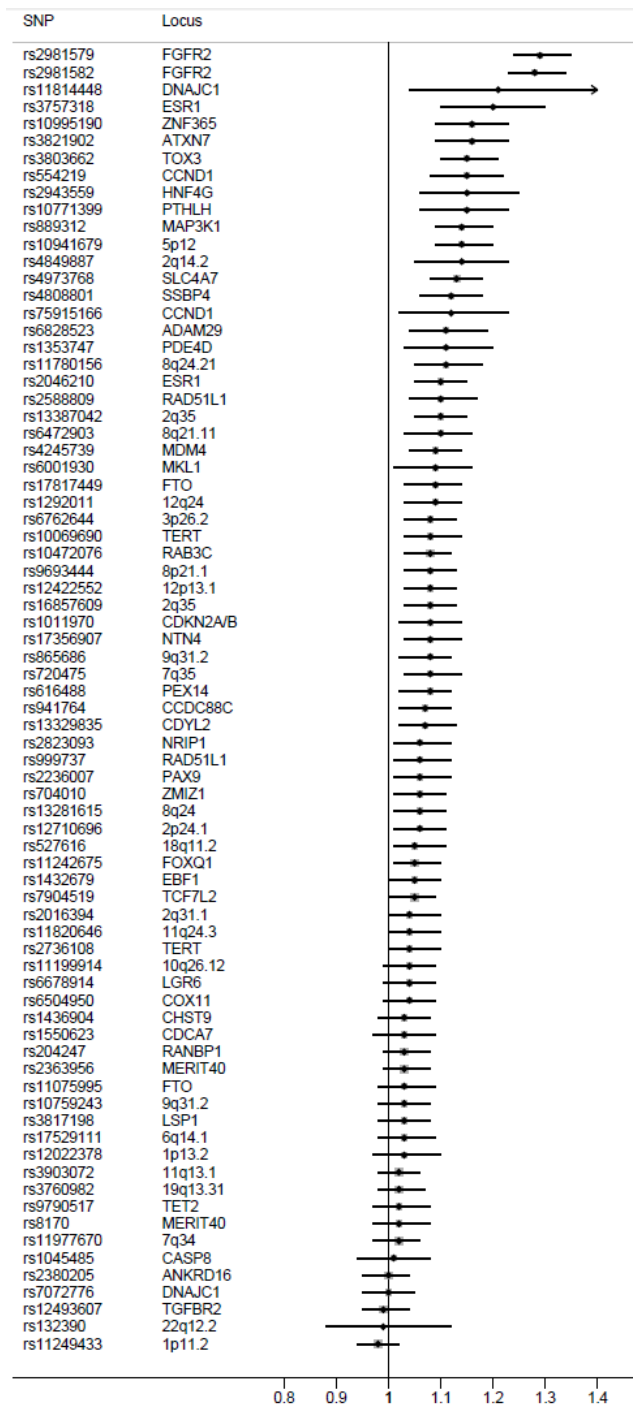 SNP Locus
rs2981579 FGFR2
rs2981582 FGFR2
rs11814448 DNAJC1
rs3757318 ESR1
rs10995190 ZNF365
rs3821902 ATXN7
rs3803662 TOX3
rs554219 CCND1
rs2943559 HNF4G
rs10771399 PTHLH
rs889312 MAP3K1
rs10941679 5p12
rs4849887 2q14.2
rs4973768 SLC4A7
rs4808801 SSBP4
rs75915166 CCND1
rs6828523 ADAM29
rs1353747 PDE4D
rs11780156 8q24.21
rs2046210 ESR1
rs2588809 RAD51L1
rs13387042 2q35
rs6472903 8q21.11
rs4245739 MDM4
rs6001930 MKL1
rs17817449 FTO
rs1292011 12q24
rs6762644 3p26.2
rs10069690 TERT
rs10472076 RAB3C
rs9693444 8p21.1
rs12422552 12p13.1
rs16857609 2q35
rs1011970 CDKN2A/B
rs17356907 NTN4
rs865686 9q31.2
rs720475 7q35
rs616488 PEX14
rs941764 CCDC88C
rs13329835 CDYL2
rs2823093 NRIP1
rs999737 RAD51L1
rs2236007 PAX9
rs704010 ZMIZ1
rs13281615 8q24
rs12710696 2p24.1
rs527616 18q11.2
rs11242675 FOXQ1
rs1432679 EBF1
rs7904519 TCF7L2
rs2016394 2q31.1
rs11820646 11q24.3
rs2736108 TERT
rs11199914 10q26.12
rs6678914 LGR6
rs6504950 COX11
rs1436904 CHST9
rs1550623 CDCA7
rs204247 RANBP1
rs2363956 MERIT40
rs11075995 FTO
rs10759243 9q31.2
rs3817198 LSP1
rs17529111 6q14.1
rs12022378 1p13.2
rs3903072 11q13.1
rs3760982 19q13.31
rs9790517 TET2
rs8170 MERIT40
rs11977670 7q34
rs1045485 CASP8
rs2380205 ANKRD16
rs7072776 DNAJC1
rs12493607 TGFBR2
rs132390 22q12.2
rs11249433 1p11.2
0.8 0.9 1 1.1 1.2 1.3 1.4